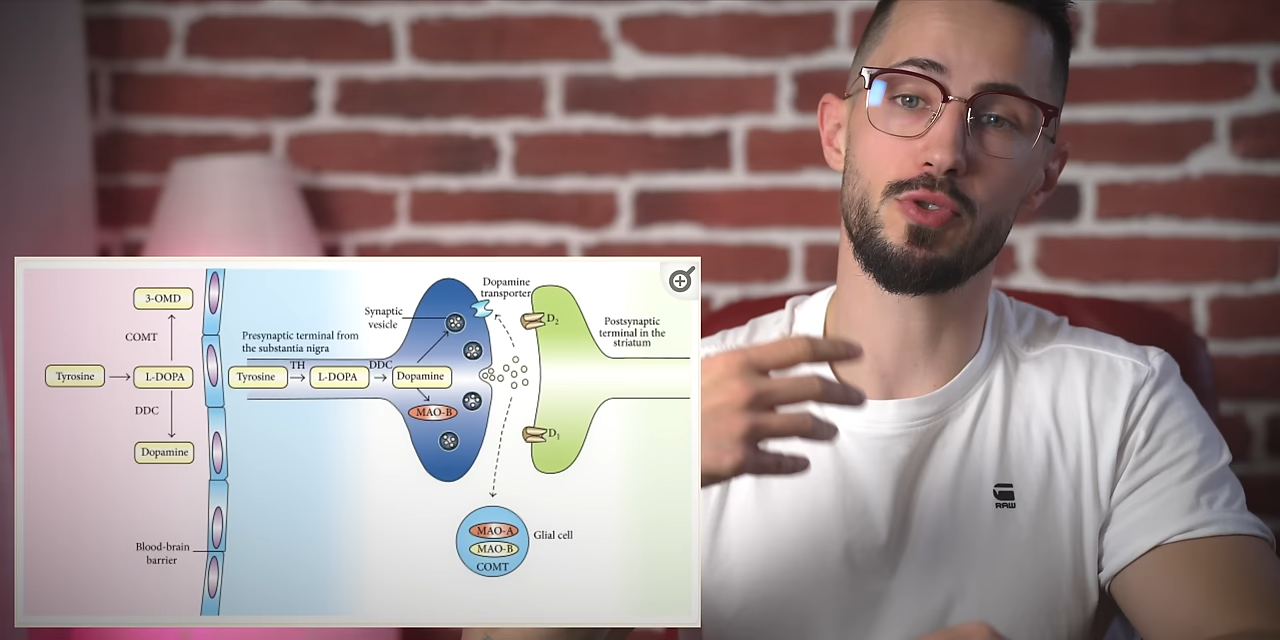 3-OMD
COMT
Tyrosine
L-DOPA
DDC
Dopamine
Blood-brain
barrier
Presynaptic terminal from
the substantia nigra
Tyrosine
TH
L-DOPA
DDC
Dopamine
MAO-B
Synaptic
vesicle
Dopamine
transporter
D2
D1
Postsynaptic
terminal in the
striatum
MAO-A
MAO-B
COMT
Glial cell
RAW